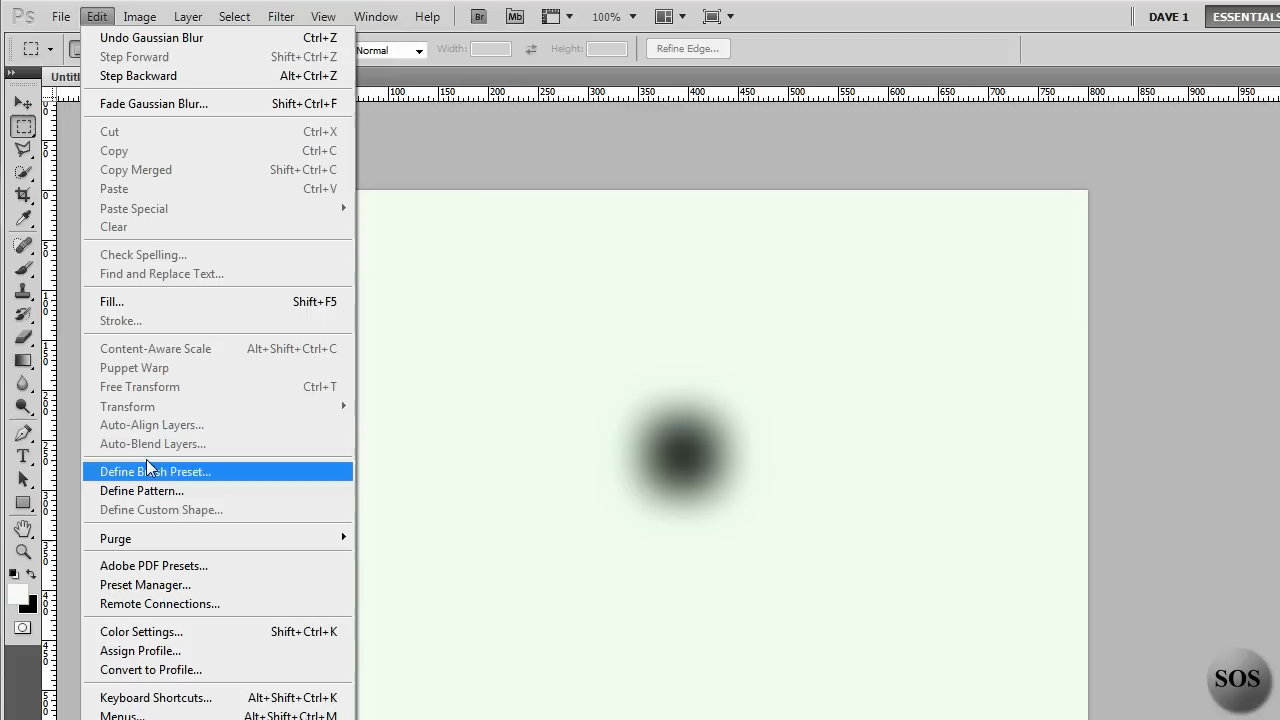 Ps File Edit Image Layer Select Filter View Window Help Br Mb 100% DAVE 1 ESSENTIALS
Normal Width: Height: Refine Edge...
Untitl
100 150 200 250 300 350 400 450 500 550 600 650 700 750 800 850 900 950
Undo Gaussian Blur Ctrl+Z
Step Forward Shift+Ctrl+Z
Step Backward Alt+Ctrl+Z
Fade Gaussian Blur... Shift+Ctrl+F
Cut Ctrl+X
Copy Ctrl+C
Copy Merged Shift+Ctrl+C
Paste Ctrl+V
Paste Special
Clear
Check Spelling...
Find and Replace Text...
Fill... Shift+F5
Stroke...
Content-Aware Scale Alt+Shift+Ctrl+C
Puppet Warp
Free Transform Ctrl+T
Transform
Auto-Align Layers...
Auto-Blend Layers...
Define Brush Preset...
Define Pattern...
Define Custom Shape...
Purge
Adobe PDF Presets...
Preset Manager...
Remote Connections...
Color Settings... Shift+Ctrl+K
Assign Profile...
Convert to Profile...
Keyboard Shortcuts... Alt+Shift+Ctrl+K
Menus... Alt+Shift+Ctrl+M
SOS